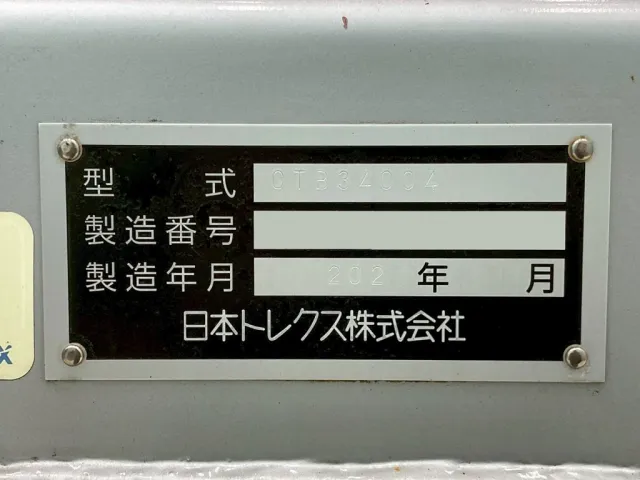 型式 CTB34004
製造番号
製造年月 202 年 月
日本トレクス株式会社